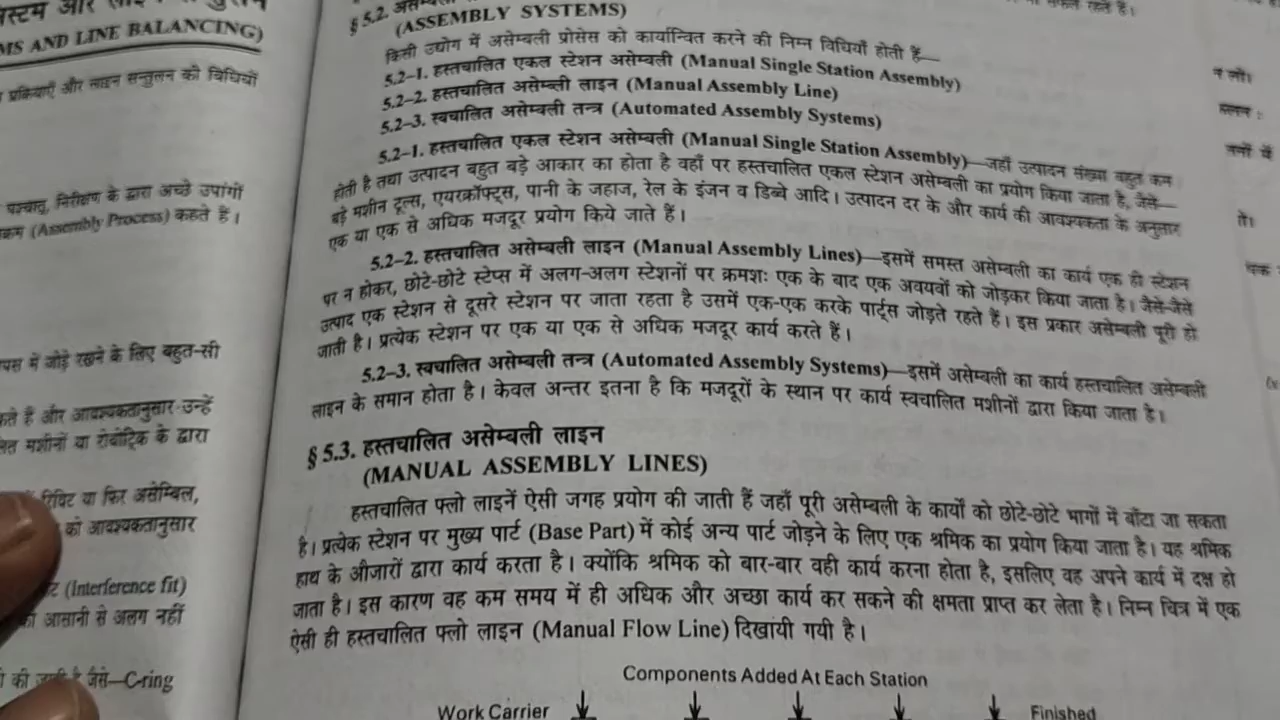 MS AND LINE BALANCING)
प्रक्रियाएँ और लाइन सन्तुलन की विधियाँ
पश्चात्, निरीक्षण के द्वारा अच्छे उपांगों
क्रम (Assembly Process) कहते हैं।
में जोड़े रखने के लिए बहुत-सी
हैं और आवश्यकतानुसार उन्हें
मशीनों या रोबोट्रिक के द्वारा
रिविट या फिर असेम्बिल,
को आवश्यकतानुसार
(Interference fit)
आसानी से अलग नहीं
की जाती है जैसे—C-ring
§ 5.2.
(ASSEMBLY SYSTEMS)
किसी उद्योग में असेम्बली प्रोसेस को कार्यान्वित करने की निम्न विधियाँ होती हैं—
5.2–1. हस्तचालित एकल स्टेशन असेम्बली (Manual Single Station Assembly)
5.2–2. हस्तचालित असेम्बली लाइन (Manual Assembly Line)
5.2–3. स्वचालित असेम्बली तन्त्र (Automated Assembly Systems)
5.2–1. हस्तचालित एकल स्टेशन असेम्बली (Manual Single Station Assembly)—जहाँ उत्पादन संख्या बहुत कम
होती है तथा उत्पादन बहुत बड़े आकार का होता है वहाँ पर हस्तचालित एकल स्टेशन असेम्बली का प्रयोग किया जाता है, जैसे—
बड़े मशीन टूल्स, एयरक्रॉफ्ट्स, पानी के जहाज, रेल के इंजन व डिब्बे आदि। उत्पादन दर के और कार्य की आवश्यकता के अनुसार
एक या एक से अधिक मजदूर प्रयोग किये जाते हैं।
5.2–2. हस्तचालित असेम्बली लाइन (Manual Assembly Lines)—इसमें समस्त असेम्बली का कार्य एक ही स्टेशन
पर न होकर, छोटे-छोटे स्टेप्स में अलग-अलग स्टेशनों पर क्रमशः एक के बाद एक अवयवों को जोड़कर किया जाता है। जैसे-जैसे
उत्पाद एक स्टेशन से दूसरे स्टेशन पर जाता रहता है उसमें एक-एक करके पार्ट्स जोड़ते रहते हैं। इस प्रकार असेम्बली पूरी हो
जाती है। प्रत्येक स्टेशन पर एक या एक से अधिक मजदूर कार्य करते हैं।
5.2–3. स्वचालित असेम्बली तन्त्र (Automated Assembly Systems)—इसमें असेम्बली का कार्य हस्तचालित असेम्बली
लाइन के समान होता है। केवल अन्तर इतना है कि मजदूरों के स्थान पर कार्य स्वचालित मशीनों द्वारा किया जाता है।
§ 5.3. हस्तचालित असेम्बली लाइन
(MANUAL ASSEMBLY LINES)
हस्तचालित फ्लो लाइनें ऐसी जगह प्रयोग की जाती हैं जहाँ पूरी असेम्बली के कार्यों को छोटे-छोटे भागों में बाँटा जा सकता
है। प्रत्येक स्टेशन पर मुख्य पार्ट (Base Part) में कोई अन्य पार्ट जोड़ने के लिए एक श्रमिक का प्रयोग किया जाता है। यह श्रमिक
हाथ के औजारों द्वारा कार्य करता है। क्योंकि श्रमिक को बार-बार वही कार्य करना होता है, इसलिए वह अपने कार्य में दक्ष हो
जाता है। इस कारण वह कम समय में ही अधिक और अच्छा कार्य कर सकने की क्षमता प्राप्त कर लेता है। निम्न चित्र में एक
ऐसी ही हस्तचालित फ्लो लाइन (Manual Flow Line) दिखायी गयी है।
Components Added At Each Station
Work Carrier
Finished